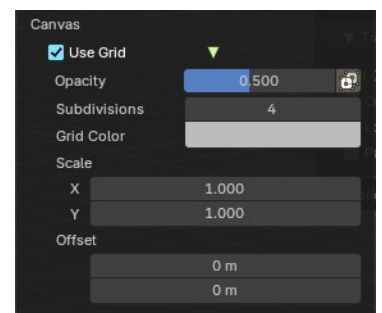 Canvas
Use Grid
Opacity 0.500
Subdivisions 4
Grid Color
Scale
X 1.000
Y 1.000
Offset
0 m
0 m